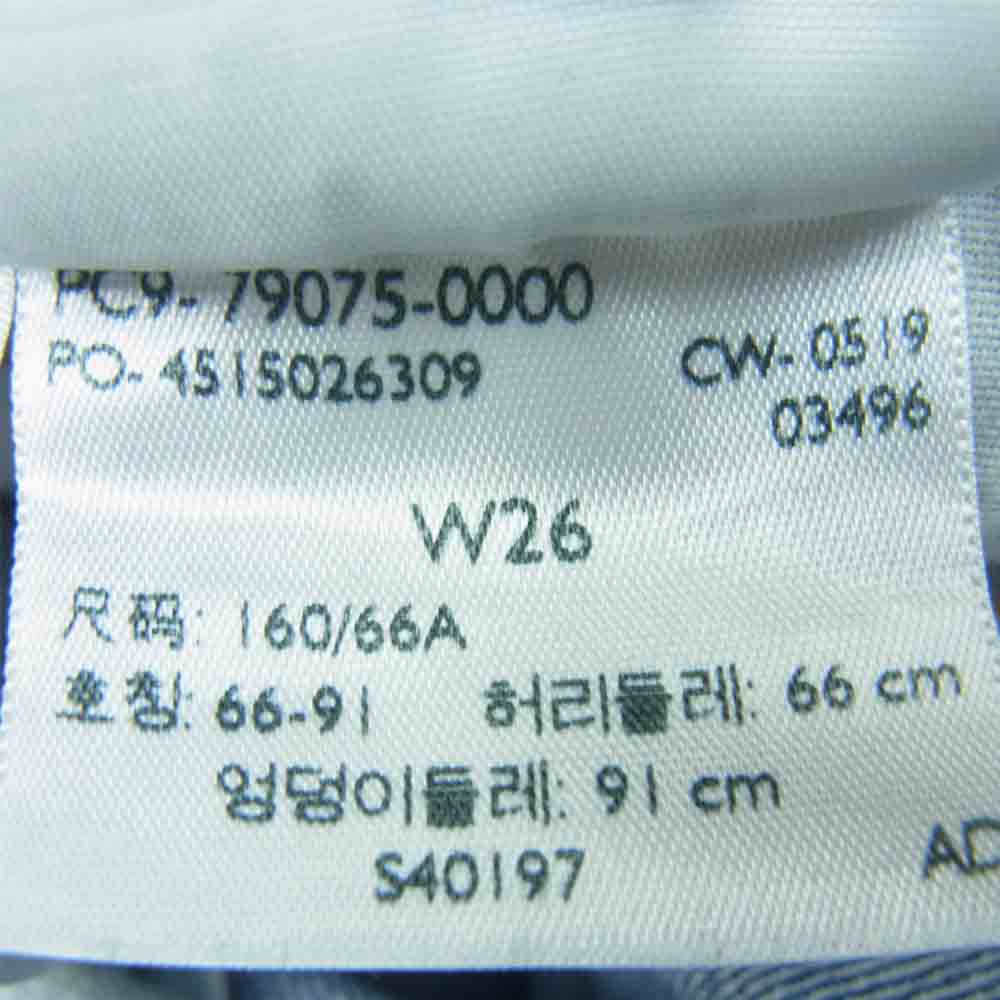 PC9-79075-0000
PO-4515026309 CW-0519
03496
W26
尺码: 160/66A
호칭: 66-91 허리둘레: 66 cm
엉덩이둘레: 91 cm
S40197
AD